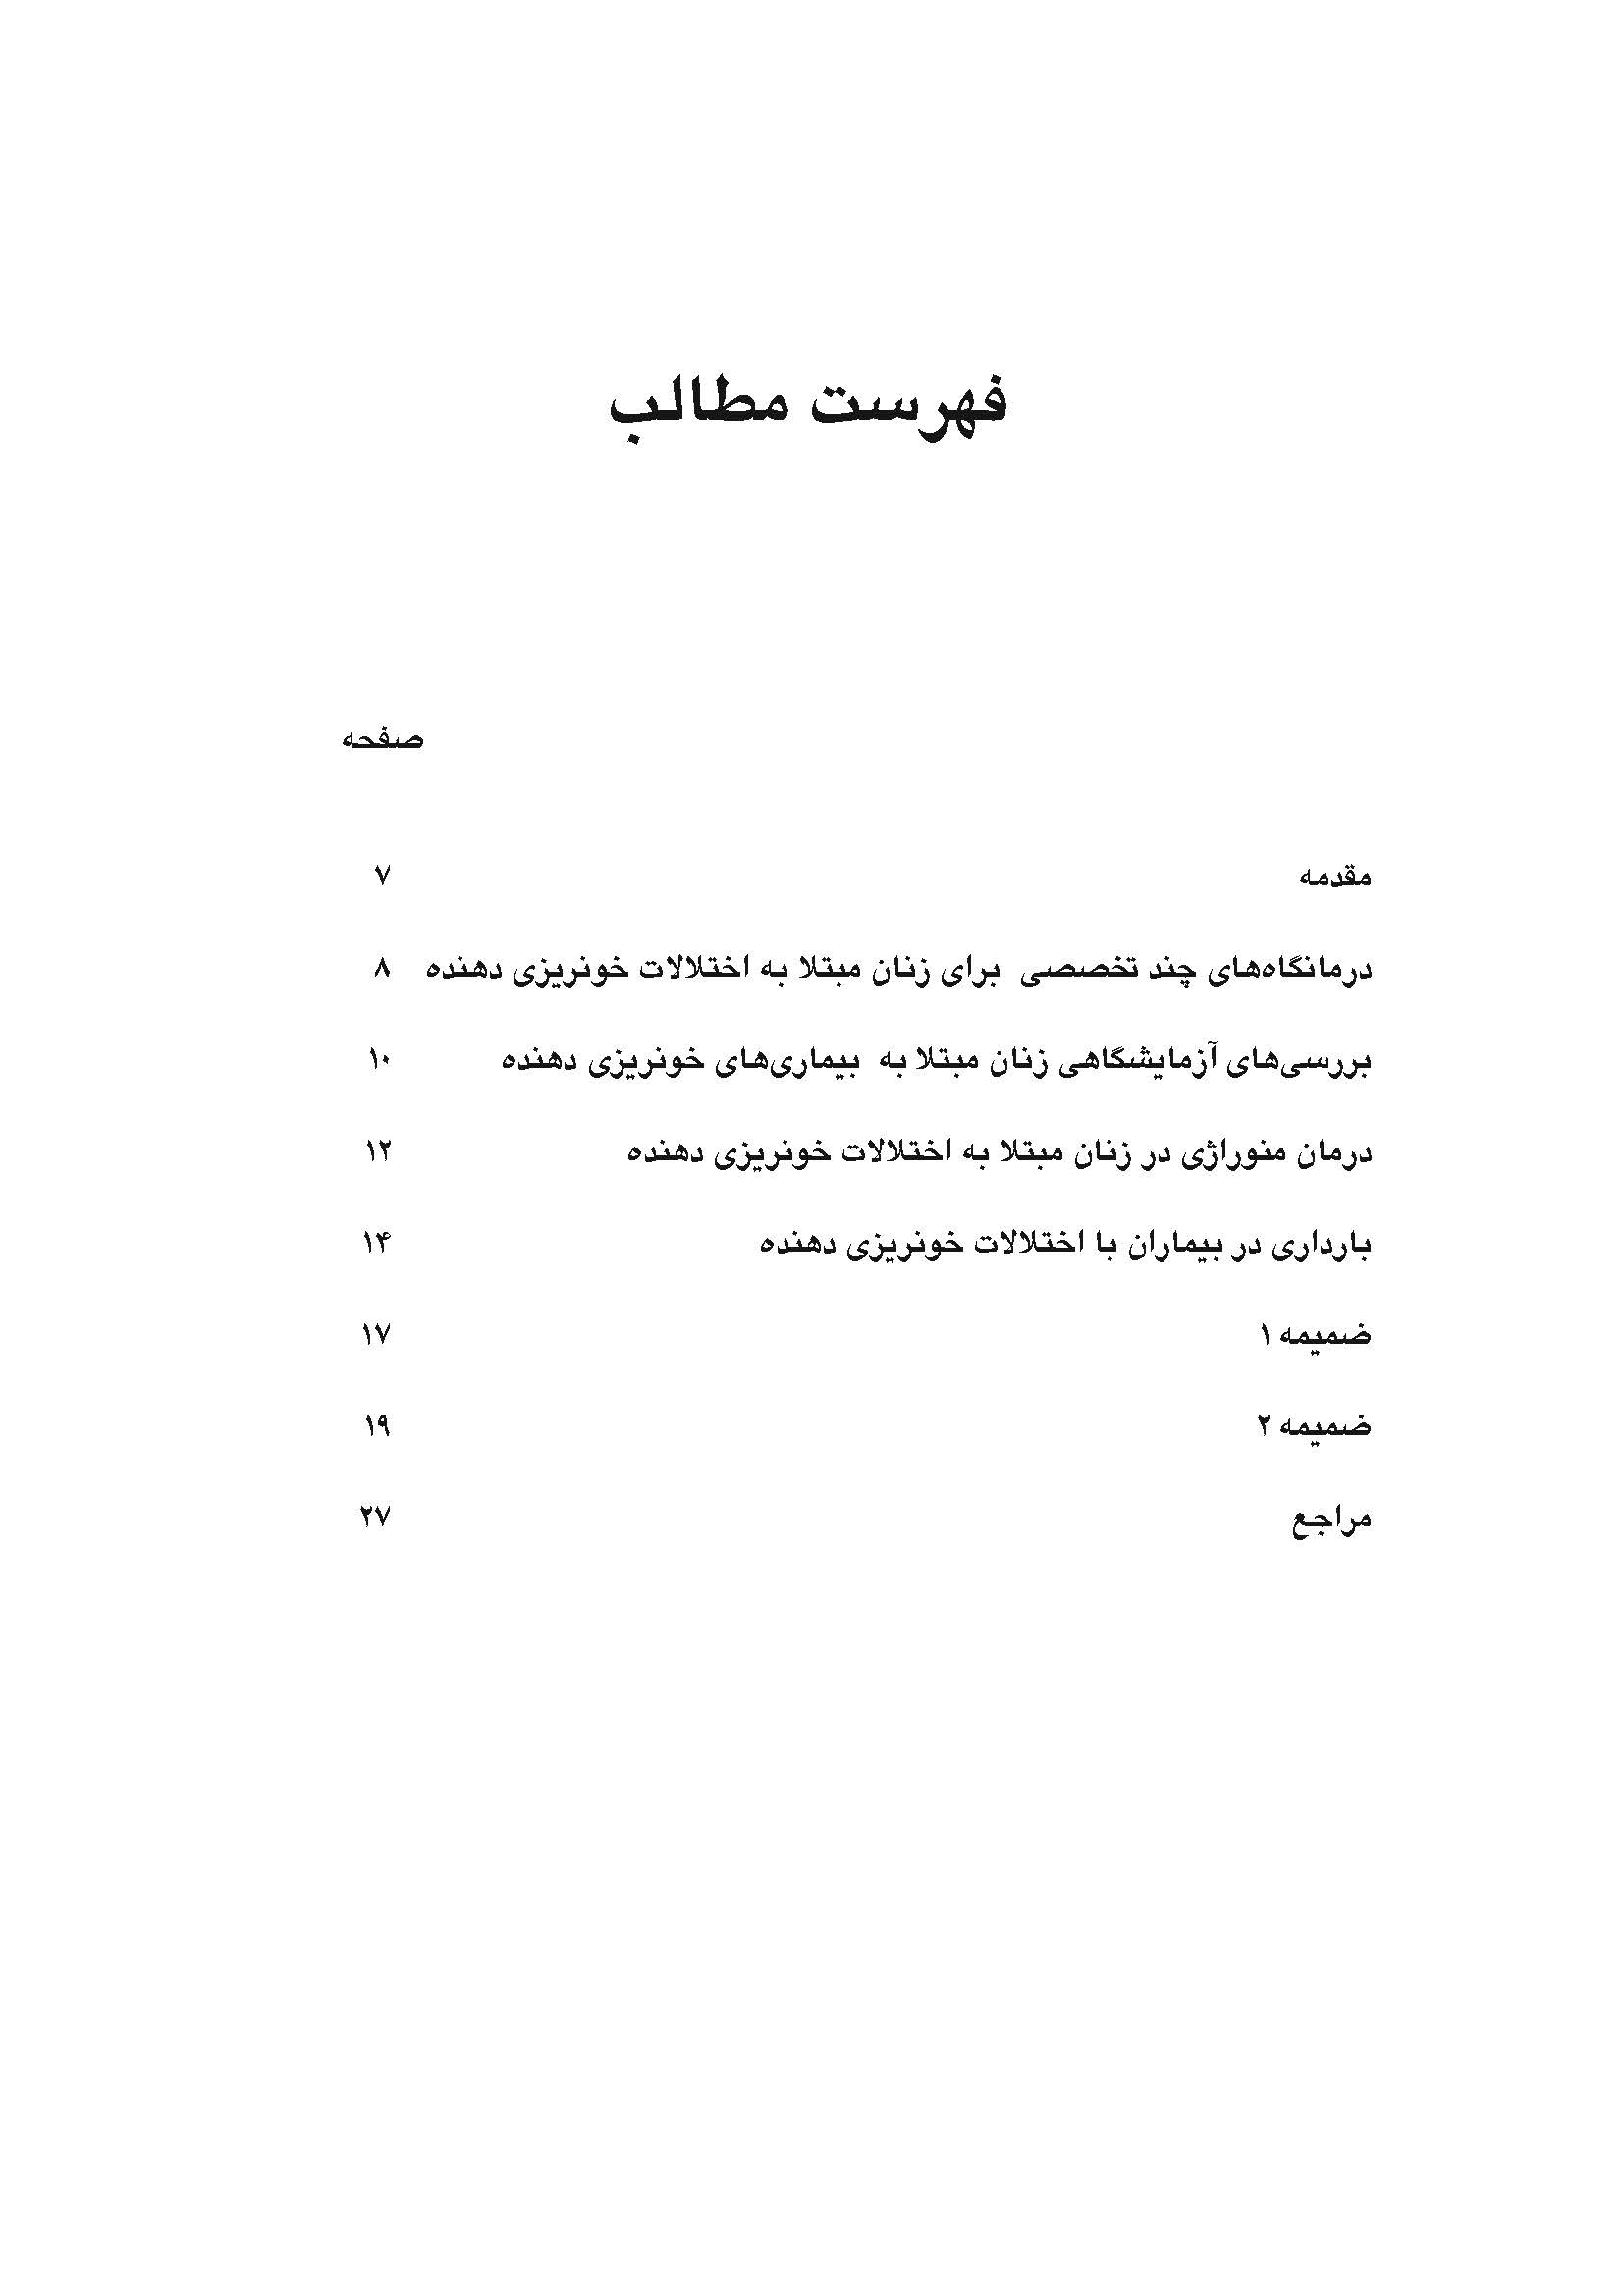 فهرست مطالب
صفحه
مقدمه ۷
درمانگاه‌های چند تخصصی برای زنان مبتلا به اختلالات خونریزی دهنده ۸
بررسی‌های آزمایشگاهی زنان مبتلا به بیماری‌های خونریزی دهنده ۱۰
درمان منوراژی در زنان مبتلا به اختلالات خونریزی دهنده ۱۲
بارداری در بیماران با اختلالات خونریزی دهنده ۱۴
ضمیمه ۱ ۱۷
ضمیمه ۲ ۱۹
مراجع ۲۷